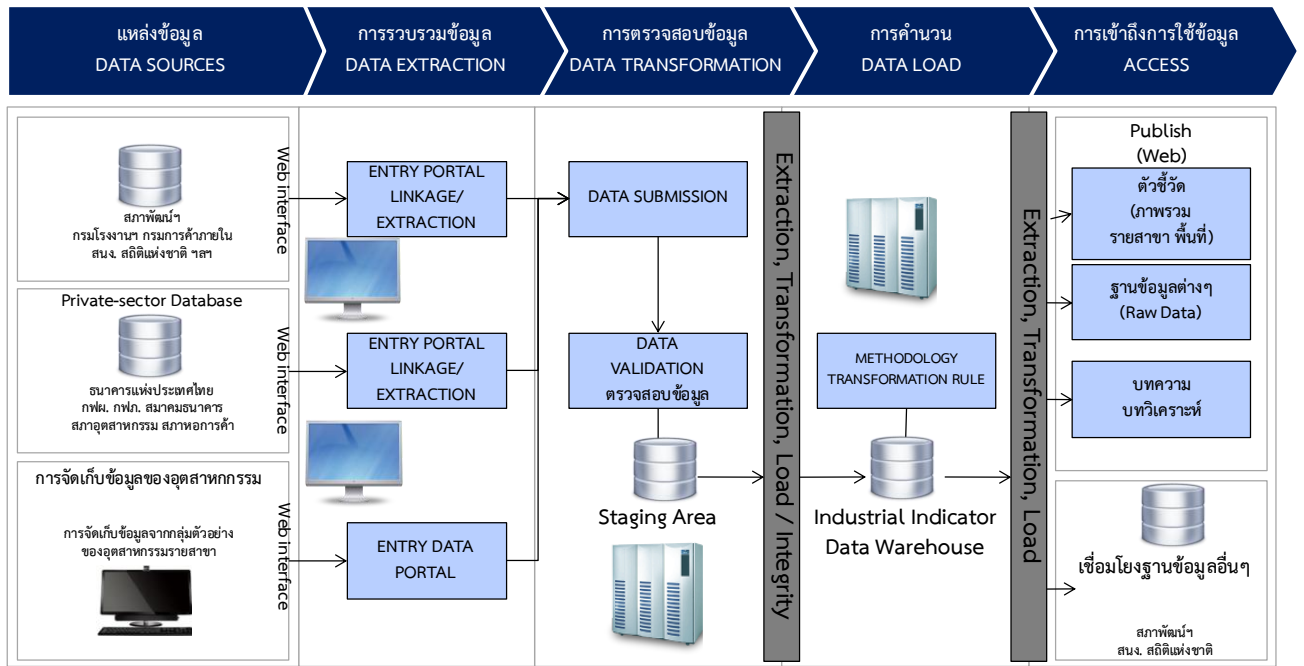 แหล่งข้อมูล
DATA SOURCES
การรวบรวมข้อมูล
DATA EXTRACTION
การตรวจสอบข้อมูล
DATA TRANSFORMATION
การคำนวน
DATA LOAD
การเข้าถึงการใช้ข้อมูล
ACCESS
สภาพัฒน์ฯ
กรมโรงงานฯ กรมการค้าภายใน
สนง. สถิติแห่งชาติ ฯลฯ
Web interface
Private-sector Database
ธนาคารแห่งประเทศไทย
กฟผ. กฟภ. สมาคมธนาคาร
สภาอุตสาหกรรม สภาหอการค้า
Web interface
การจัดเก็บข้อมูลของอุตสาหกกรรม
การจัดเก็บข้อมูลจากกลุ่มตัวอย่าง
ของอุตสาหกรรมรายสาขา
Web interface
ENTRY PORTAL
LINKAGE/
EXTRACTION
ENTRY PORTAL
LINKAGE/
EXTRACTION
ENTRY DATA
PORTAL
DATA SUBMISSION
DATA
VALIDATION
ตรวจสอบข้อมูล
Staging Area
Extraction, Transformation, Load / Integrity
METHODOLOGY
TRANSFORMATION RULE
Industrial Indicator
Data Warehouse
Extraction, Transformation, Load
Publish
(Web)
ตัวชี้วัด
(ภาพรวม
รายสาขา พื้นที่)
ฐานข้อมูลต่างๆ
(Raw Data)
บทความ
บทวิเคราะห์
เชื่อมโยงฐานข้อมูลอื่นๆ
สภาพัฒน์ฯ
สนง. สถิติแห่งชาติ